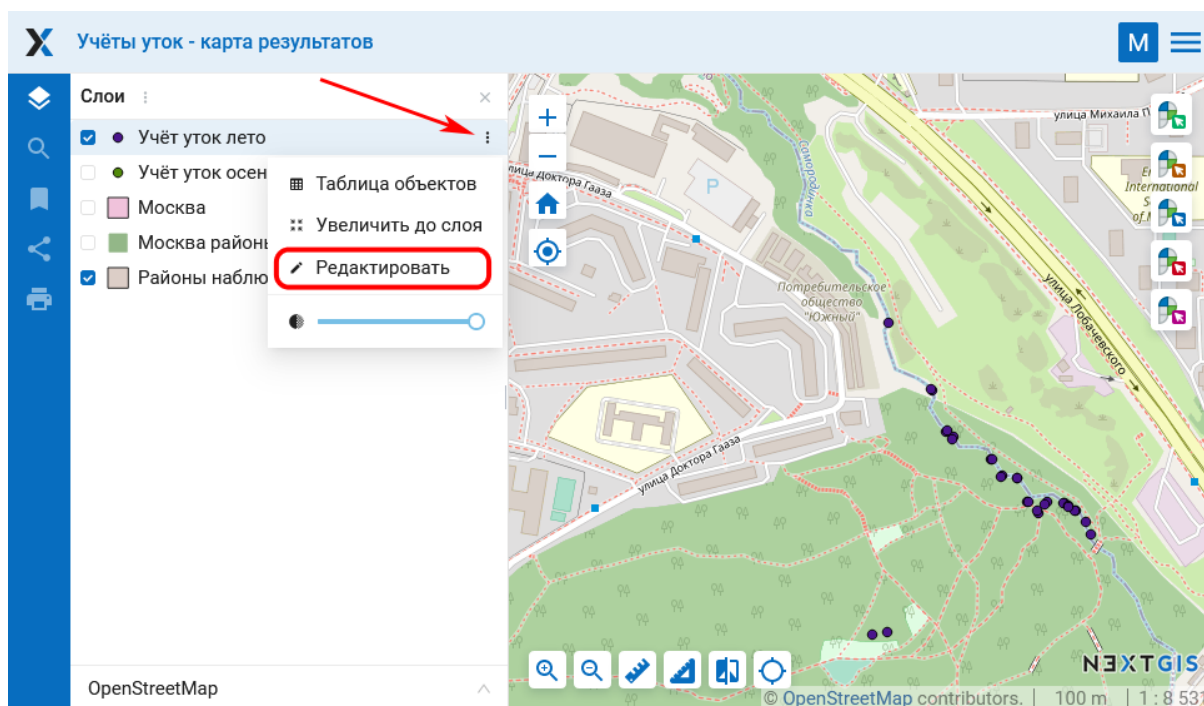 Учёты уток - карта результатов
М
Слои
Учёт уток лето
Учёт уток осен
Москва
Москва районы
Районы наблю
Таблица объектов
Увеличить до слоя
Редактировать
OpenStreetMap
улица Михаила П
улица Доктора Гааза
Самородинка
P
International
of.
Потребительское
общество
"Южный"
улица Лобачевского
улица Доктора Гааза
NEXTGIS
© OpenStreetMap contributors. | 100 m | 1 : 8 531